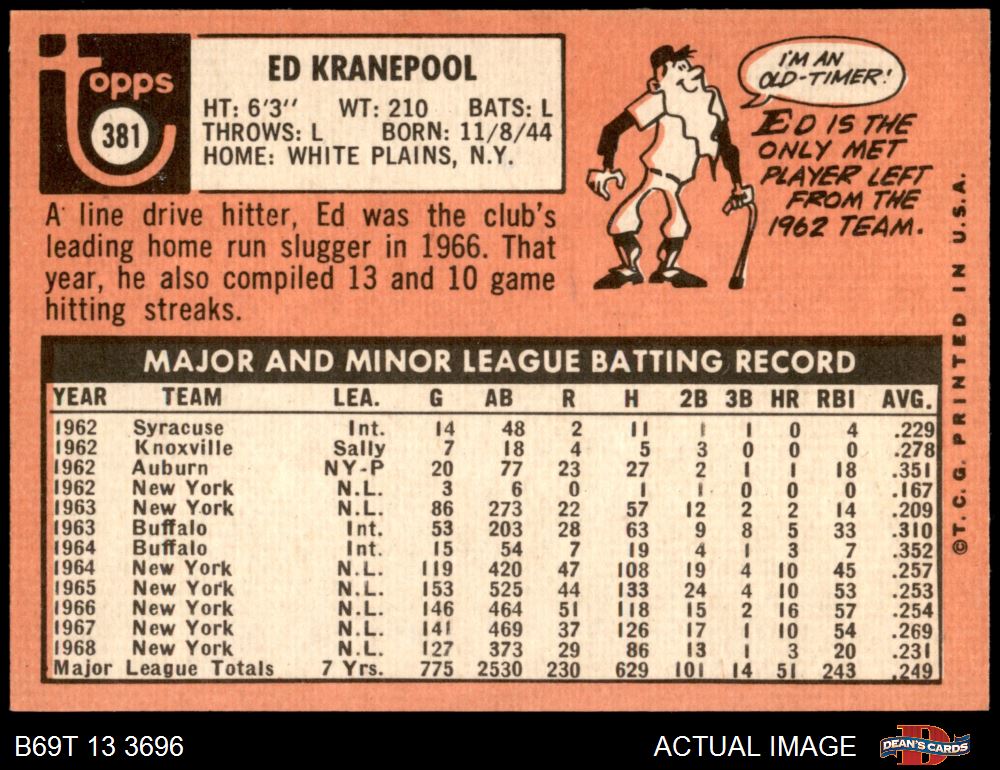 Topps
381
ED KRANEPOOL
HT: 6'3'' WT: 210 BATS: L
THROWS: L BORN: 11/8/44
HOME: WHITE PLAINS, N.Y.
A line drive hitter, Ed was the club's
leading home run slugger in 1966. That
year, he also compiled 13 and 10 game
hitting streaks.
I'M AN
OLD-TIMER!
ED IS THE
ONLY MET
PLAYER LEFT
FROM THE
1962 TEAM.
MAJOR AND MINOR LEAGUE BATTING RECORD
YEAR TEAM LEA. G AB R H 2B 3B HR RBI AVG.
1962 Syracuse Int. 14 48 2 11 1 1 0 4 .229
1962 Knoxville Sally 7 18 4 5 3 0 0 0 .278
1962 Auburn NY-P 20 77 23 27 2 1 1 18 .351
1962 New York N.L. 3 6 0 1 1 0 0 0 .167
1963 New York N.L. 86 273 22 57 12 2 2 14 .209
1963 Buffalo Int. 53 203 28 63 9 8 5 33 .310
1964 Buffalo Int. 15 54 7 19 4 1 3 7 .352
1964 New York N.L. 119 420 47 108 19 4 10 45 .257
1965 New York N.L. 153 525 44 133 24 4 10 53 .253
1966 New York N.L. 146 464 51 118 15 2 16 57 .254
1967 New York N.L. 141 469 37 126 17 1 10 54 .269
1968 New York N.L. 127 373 29 86 13 1 3 20 .231
Major League Totals 7 Yrs. 775 2530 230 629 101 14 51 243 .249
©T. C. G. PRINTED IN U.S.A.
B69T 13 3696
ACTUAL IMAGE
D
DEAN'S CARDS